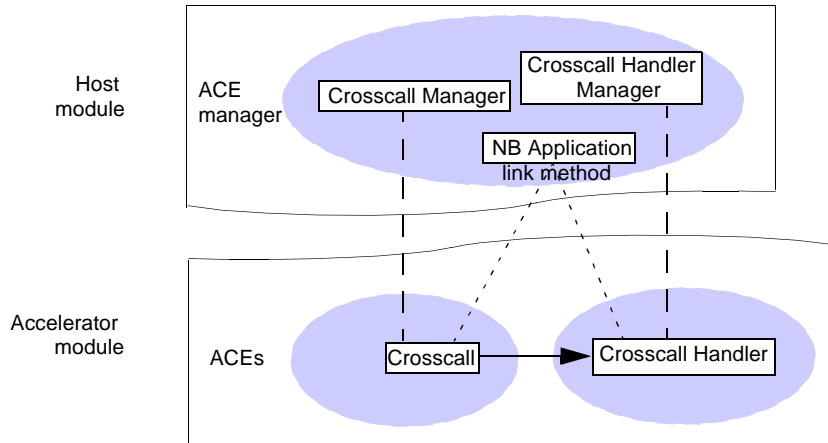 Host
module
ACE
manager
Crosscall Manager
Crosscall Handler
Manager
NB Application
link method
Accelerator
module
ACEs
Crosscall
Crosscall Handler